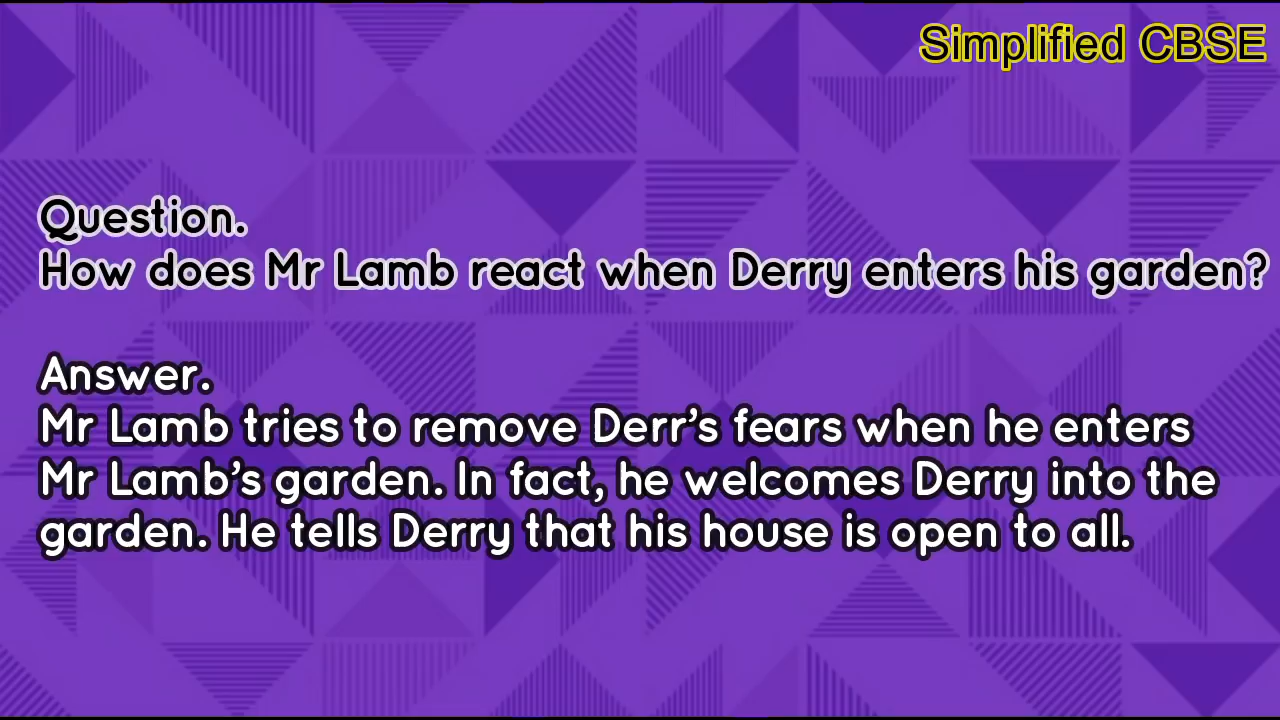 Simplified CBSE
Question.
How does Mr Lamb react when Derry enters his garden?
Answer.
Mr Lamb tries to remove Derr’s fears when he enters
Mr Lamb’s garden. In fact, he welcomes Derry into the
garden. He tells Derry that his house is open to all.